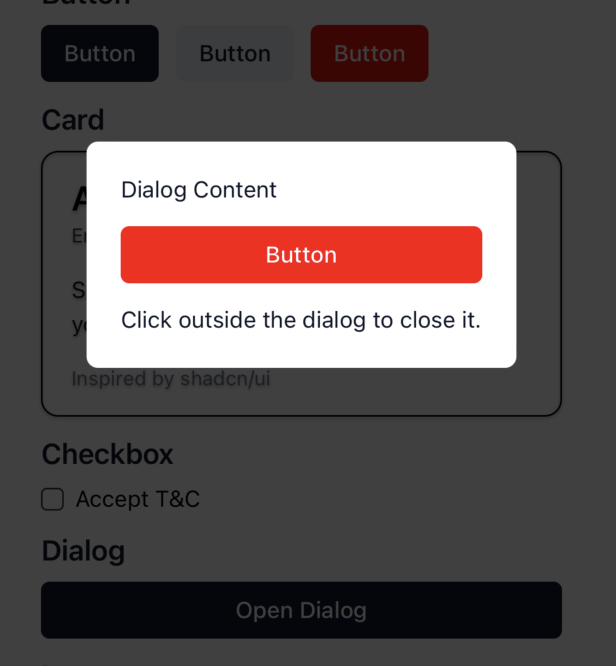 Button
Button Button Button
Card
Dialog Content
Button
Click outside the dialog to close it.
Inspired by shadcn/ui
Checkbox
Accept T&C
Dialog
Open Dialog